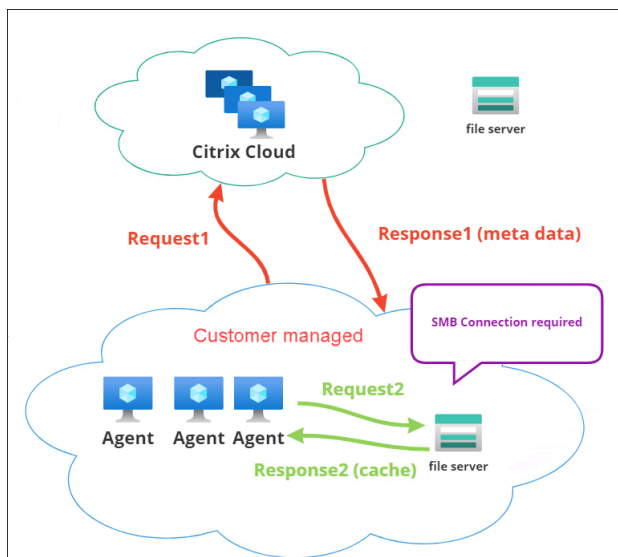 Citrix Cloud
file server
Request1
Response1 (meta data)
SMB Connection required
Customer managed
Request2
Agent
Agent
Agent
file server
Response2 (cache)